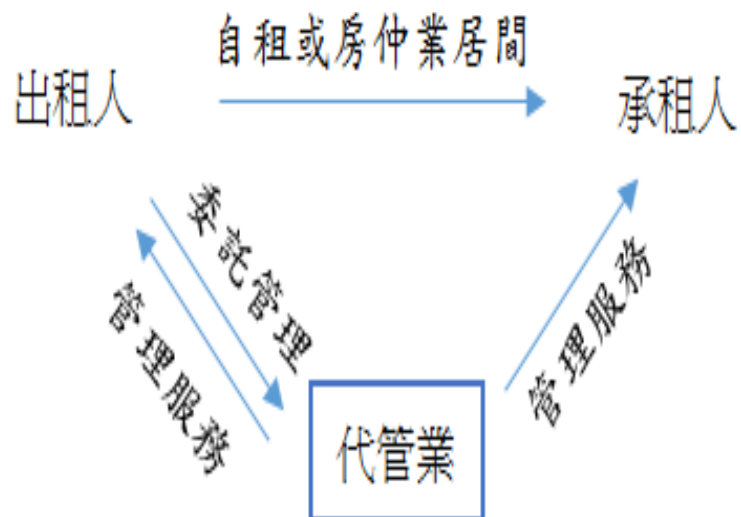 自租或房仲業居間
出租人
承租人
委託管理
管理服務
管理服務
代管業